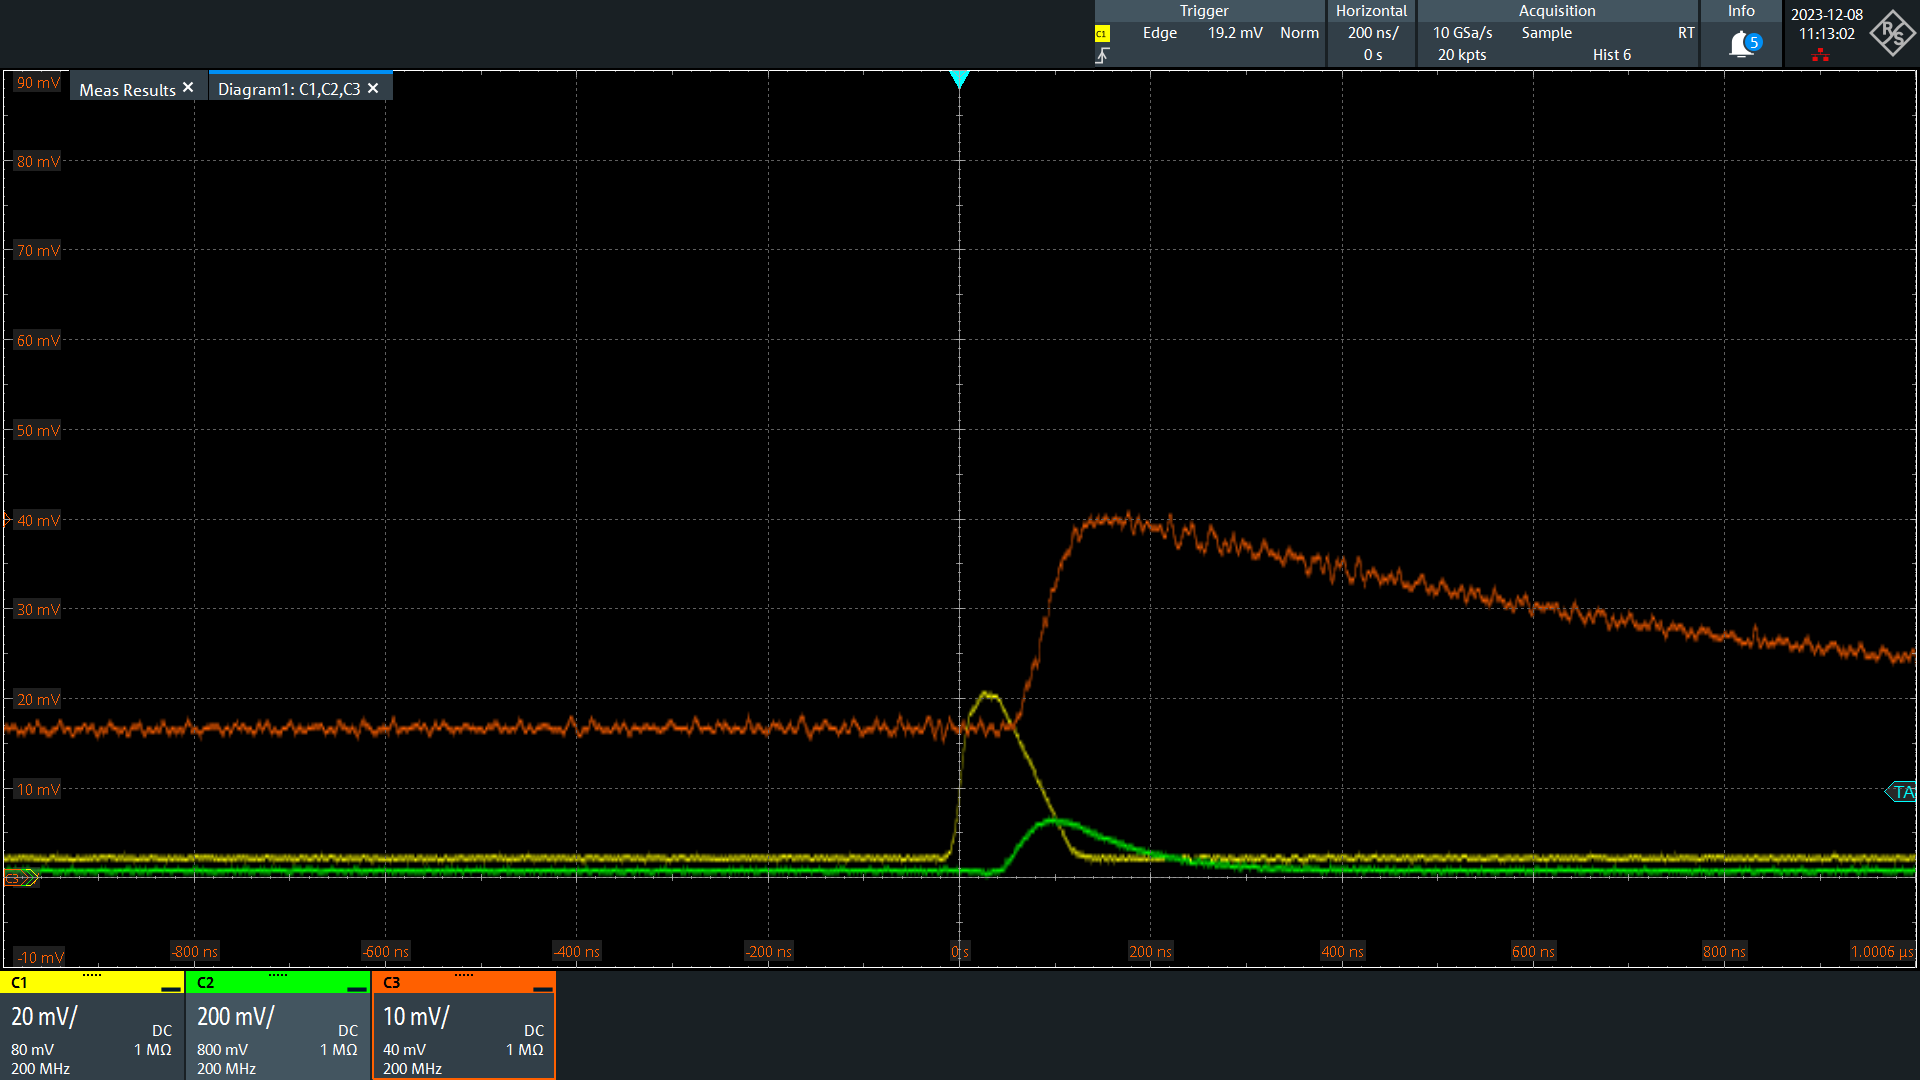 Trigger
C1 Edge 19.2 mV Norm
Horizontal
200 ns/
0 s
Acquisition
10 GSa/s Sample RT
20 kpts Hist 6
Info
5
2023-12-08
11:13:02
R&S
Meas Results ✕
Diagram1: C1,C2,C3 ✕
90 mV
80 mV
70 mV
60 mV
50 mV
40 mV
30 mV
20 mV
10 mV
TA
C3
-10 mV
-800 ns
-600 ns
-400 ns
-200 ns
0 s
200 ns
400 ns
600 ns
800 ns
1.0006 µs
C1
20 mV/
DC
80 mV 1 MΩ
200 MHz
C2
200 mV/
DC
800 mV 1 MΩ
200 MHz
C3
10 mV/
DC
40 mV 1 MΩ
200 MHz